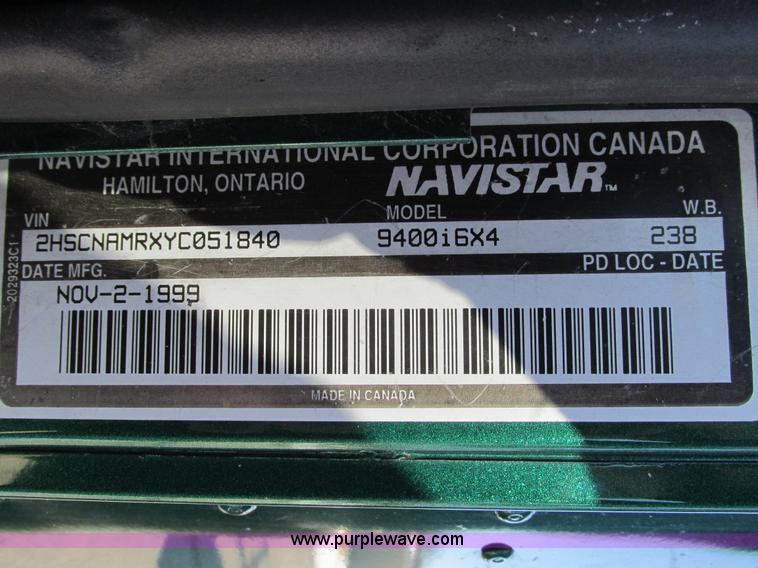 NAVISTAR INTERNATIONAL CORPORATION CANADA
HAMILTON, ONTARIO NAVISTAR™
VIN MODEL W.B.
2HSCNAMRXYC051840 9400i6X4 238
DATE MFG. PD LOC - DATE
NOV-2-1999
MADE IN CANADA
2029323C1
www.purplewave.com